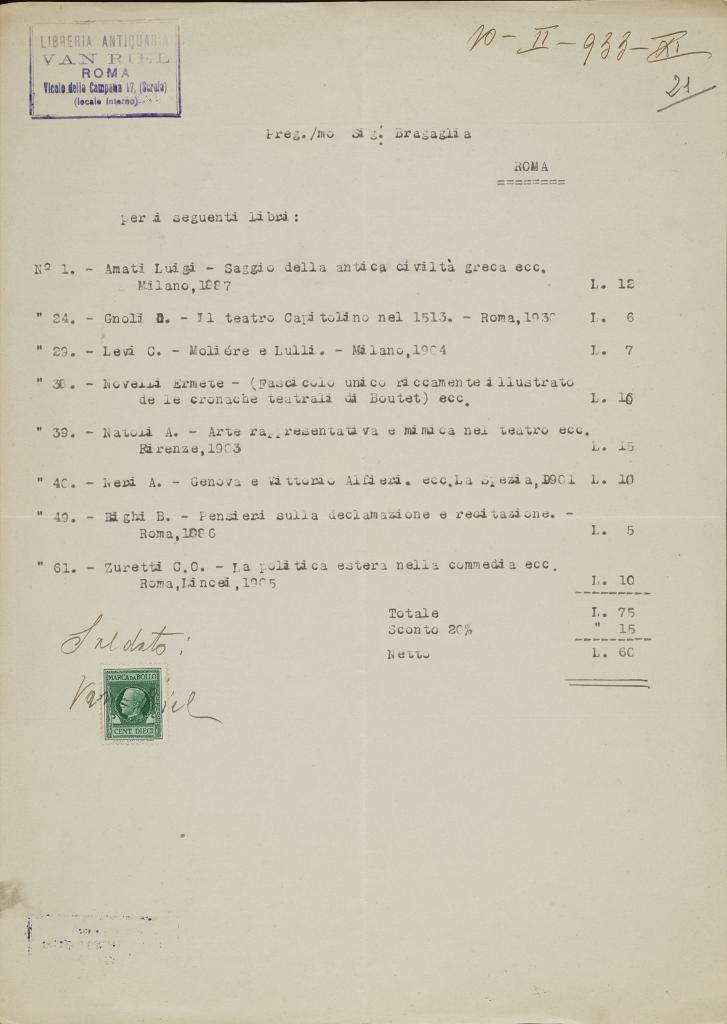 LIBRERIA ANTIQUARIA
VAN RIEL
ROMA
Vicolo della Campana 17, (Scrofa)
(locale interno)
10-II-933-XI
21
Preg./mo Sig. Bragaglia
ROMA
per i seguenti libri:
Nº 1. - Amati Luigi - Saggio della antica civiltà greca ecc.
Milano,1887 L. 12
" 24. - Gnoli D. - Il teatro Capitolino nel 1513. - Roma,1930 L. 6
" 29. - Levi C. - Moliére e Lulli. - Milano,1904 L. 7
" 38. - Novelli Ermete - (Fascicolo unico riccamente illustrato
de le cronache teatrali di Boutet) ecc. L. 16
" 39. - Natoli A. - Arte rappresentativa e mimica nel teatro ecc.
Firenze,1903 L. 15
" 40. - Neri A. - Genova e Vittorio Alfieri. ecc.La Spezia,1901 L. 10
" 49. - Righi B. - Pensieri sulla declamazione e recitazione. -
Roma,1886 L. 5
" 61. - Zuretti C.O. - La politica estera nella commedia ecc.
Roma,Lincei,1905 L. 10
Totale L. 75
Sconto 20% " 15
Netto L. 60
Saldato:
Van Riel
MARCA DA BOLLO
CENT. DIECI